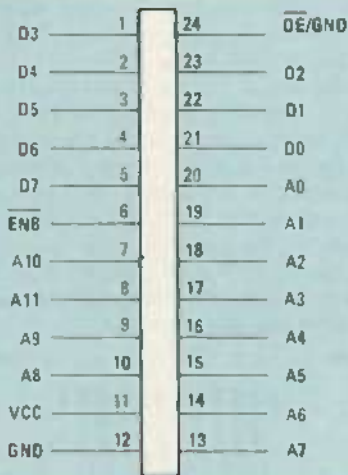 D3 1 24 OE/GND
D4 2 23 D2
D5 3 22 D1
D6 4 21 D0
D7 5 20 A0
ENB 6 19 A1
A10 7 18 A2
A11 8 17 A3
A9 9 16 A4
A8 10 15 A5
VCC 11 14 A6
GND 12 13 A7